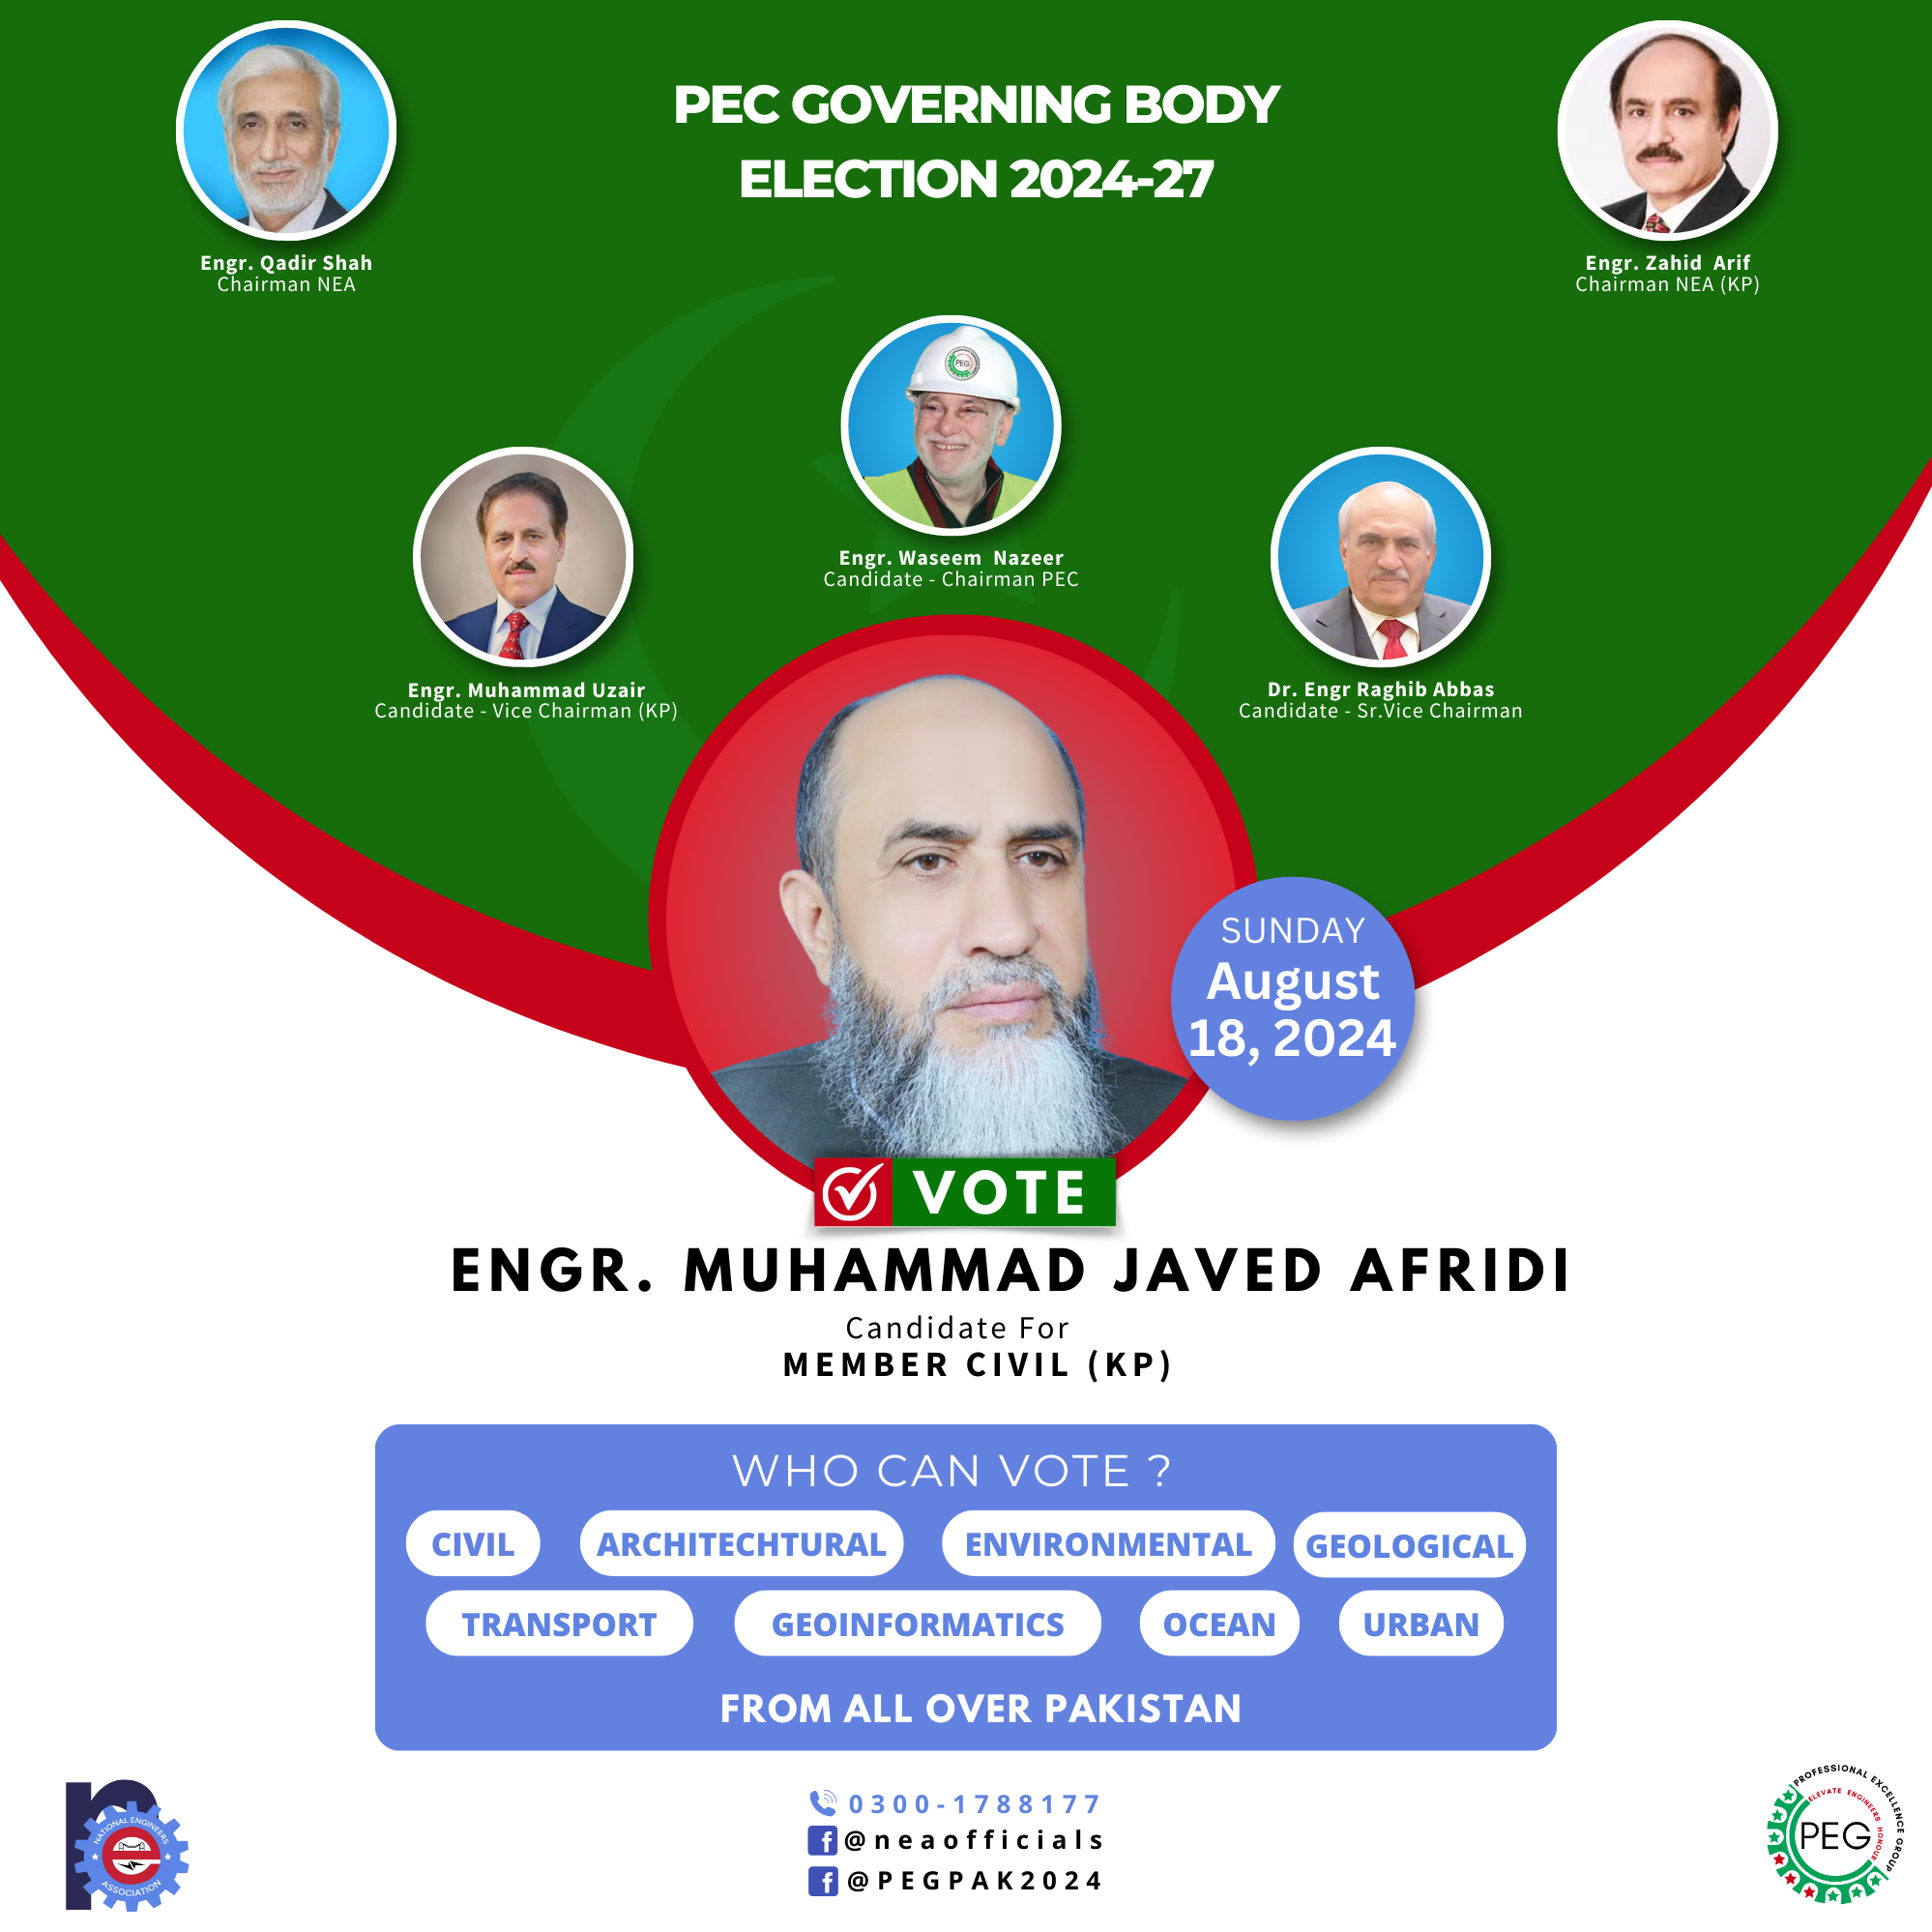 PEC GOVERNING BODY
ELECTION 2024-27
Engr. Qadir Shah
Chairman NEA
Engr. Zahid Arif
Chairman NEA (KP)
PEG
Engr. Waseem Nazeer
Candidate - Chairman PEC
Engr. Muhammad Uzair
Candidate - Vice Chairman (KP)
Dr. Engr Raghib Abbas
Candidate - Sr.Vice Chairman
SUNDAY
August
18, 2024
VOTE
ENGR. MUHAMMAD JAVED AFRIDI
Candidate For
MEMBER CIVIL (KP)
WHO CAN VOTE ?
CIVIL ARCHITECHTURAL ENVIRONMENTAL GEOLOGICAL
TRANSPORT GEOINFORMATICS OCEAN URBAN
FROM ALL OVER PAKISTAN
NATIONAL ENGINEERS
ASSOCIATION
0300-1788177
@neaofficials
@PEGPAK2024
PROFESSIONAL EXCELLENCE GROUP
ELEVATE ENGINEERS HONOUR
PEG